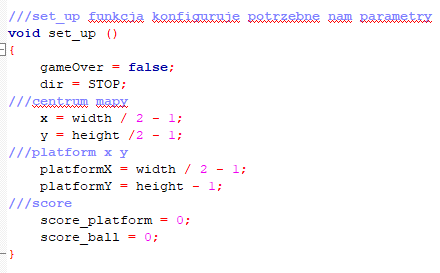 ///set_up funkcja konfiguruje potrzebne nam parametry
void set_up ()
{
gameOver = false;
dir = STOP;
///centrum mapy
x = width / 2 - 1;
y = height /2 - 1;
///platform x y
platformX = width / 2 - 1;
platformY = height - 1;
///score
score_platform = 0;
score_ball = 0;
}